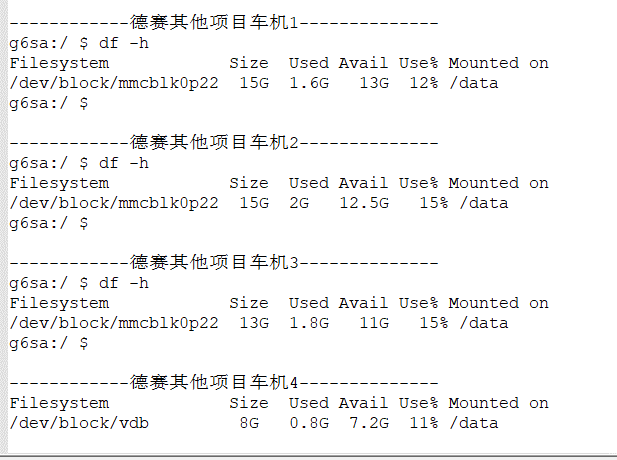 ------------德赛其他项目车机1--------------
g6sa:/ $ df -h
Filesystem            Size  Used Avail Use% Mounted on
/dev/block/mmcblk0p22  15G  1.6G   13G  12% /data
g6sa:/ $
------------德赛其他项目车机2--------------
g6sa:/ $ df -h
Filesystem            Size  Used Avail Use% Mounted on
/dev/block/mmcblk0p22  15G  2G   12.5G   15% /data
g6sa:/ $
------------德赛其他项目车机3--------------
g6sa:/ $ df -h
Filesystem            Size  Used Avail Use% Mounted on
/dev/block/mmcblk0p22  13G  1.8G   11G   15% /data
g6sa:/ $
------------德赛其他项目车机4--------------
Filesystem            Size  Used Avail Use% Mounted on
/dev/block/vdb         8G   0.8G  7.2G  11% /data